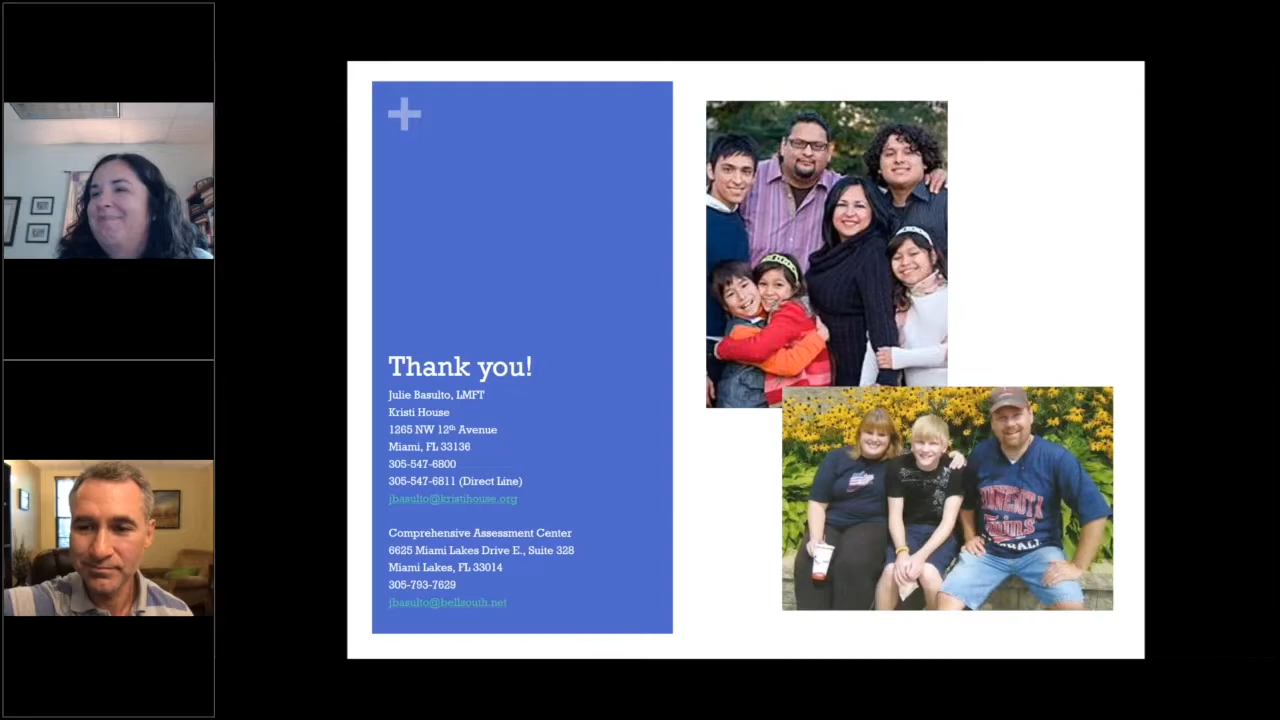 Thank you!
Julie Basulto, LMFT
Kristi House
1265 NW 12th Avenue
Miami, FL 33136
305-547-6800
305-547-6811 (Direct Line)
jbasulto@kristihouse.org
Comprehensive Assessment Center
6625 Miami Lakes Drive E., Suite 328
Miami Lakes, FL 33014
305-793-7629
jbasulto@bellsouth.net